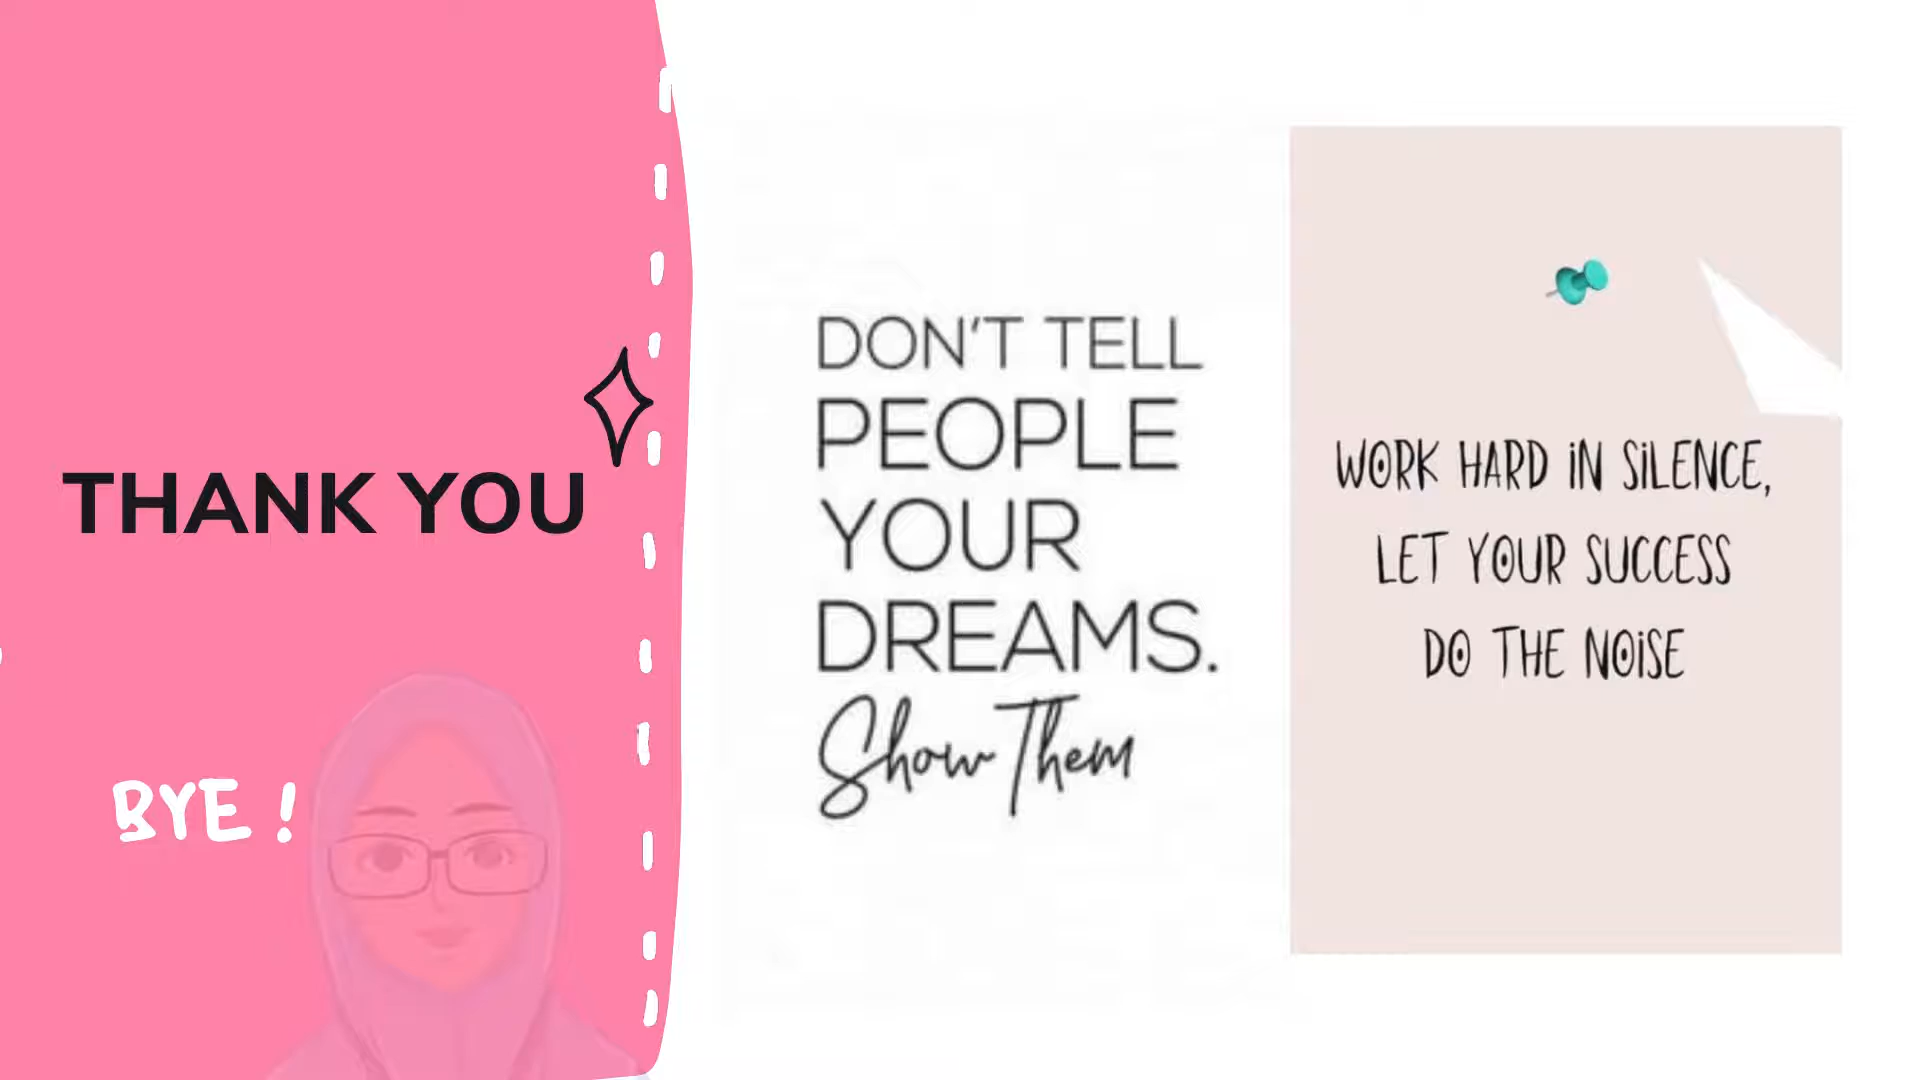 THANK YOU
BYE !
DON'T TELL
PEOPLE
YOUR
DREAMS.
Show Them
WORK HARD iN SiLENCE,
LET YOUR SUCCESS
DO THE NOiSE